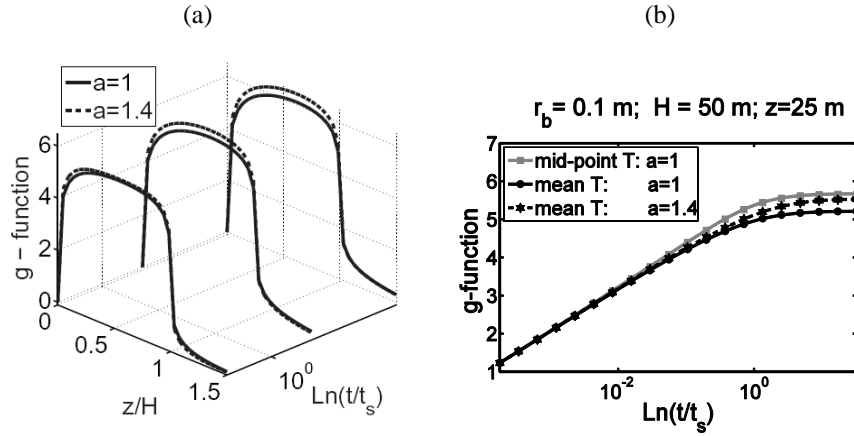 (a)
a=1
a=1.4
g − function
6
4
2
0
0
0.5
1
1.5
z/H
10^0
Ln(t/t_s)
(b)
r_b = 0.1 m; H = 50 m; z=25 m
mid-point T: a=1
mean T: a=1
mean T: a=1.4
g-function
7
6
5
4
3
2
1
10^-2
10^0
Ln(t/t_s)